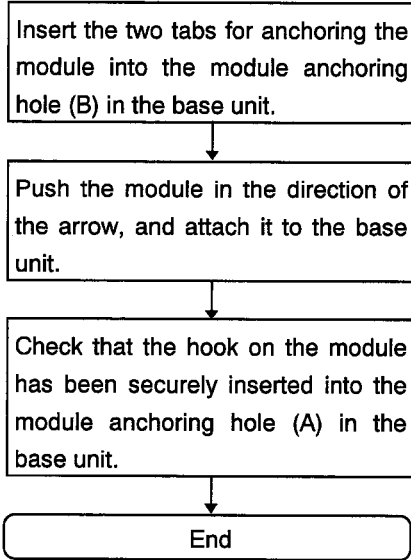 Insert the two tabs for anchoring the
module into the module anchoring
hole (B) in the base unit.
Push the module in the direction of
the arrow, and attach it to the base
unit.
Check that the hook on the module
has been securely inserted into the
module anchoring hole (A) in the
base unit.
End